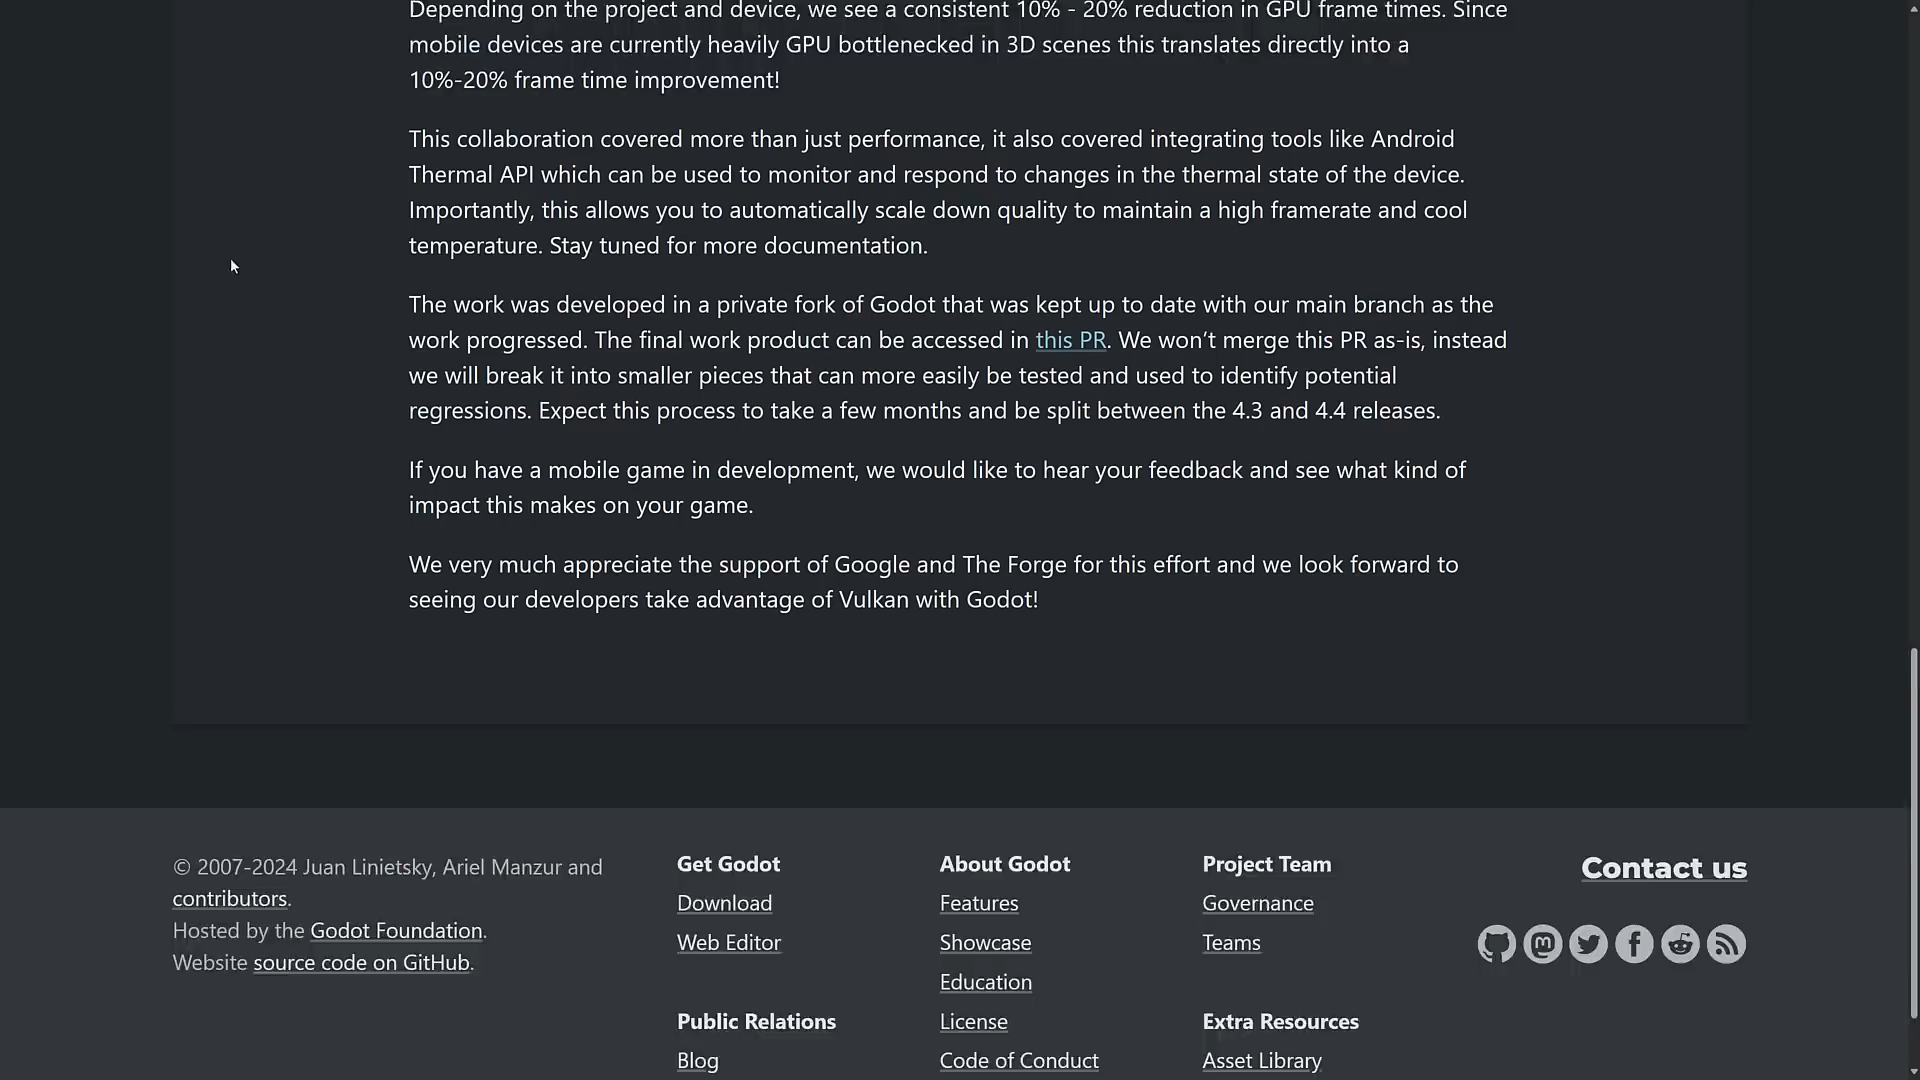 Depending on the project and device, we see a consistent 10% - 20% reduction in GPU frame times. Since
mobile devices are currently heavily GPU bottlenecked in 3D scenes this translates directly into a
10%-20% frame time improvement!
This collaboration covered more than just performance, it also covered integrating tools like Android
Thermal API which can be used to monitor and respond to changes in the thermal state of the device.
Importantly, this allows you to automatically scale down quality to maintain a high framerate and cool
temperature. Stay tuned for more documentation.
The work was developed in a private fork of Godot that was kept up to date with our main branch as the
work progressed. The final work product can be accessed in this PR. We won’t merge this PR as-is, instead
we will break it into smaller pieces that can more easily be tested and used to identify potential
regressions. Expect this process to take a few months and be split between the 4.3 and 4.4 releases.
If you have a mobile game in development, we would like to hear your feedback and see what kind of
impact this makes on your game.
We very much appreciate the support of Google and The Forge for this effort and we look forward to
seeing our developers take advantage of Vulkan with Godot!
© 2007-2024 Juan Linietsky, Ariel Manzur and
contributors.
Hosted by the Godot Foundation.
Website source code on GitHub.
Get Godot
Download
Web Editor
Public Relations
Blog
About Godot
Features
Showcase
Education
License
Code of Conduct
Project Team
Governance
Teams
Extra Resources
Asset Library
Contact us